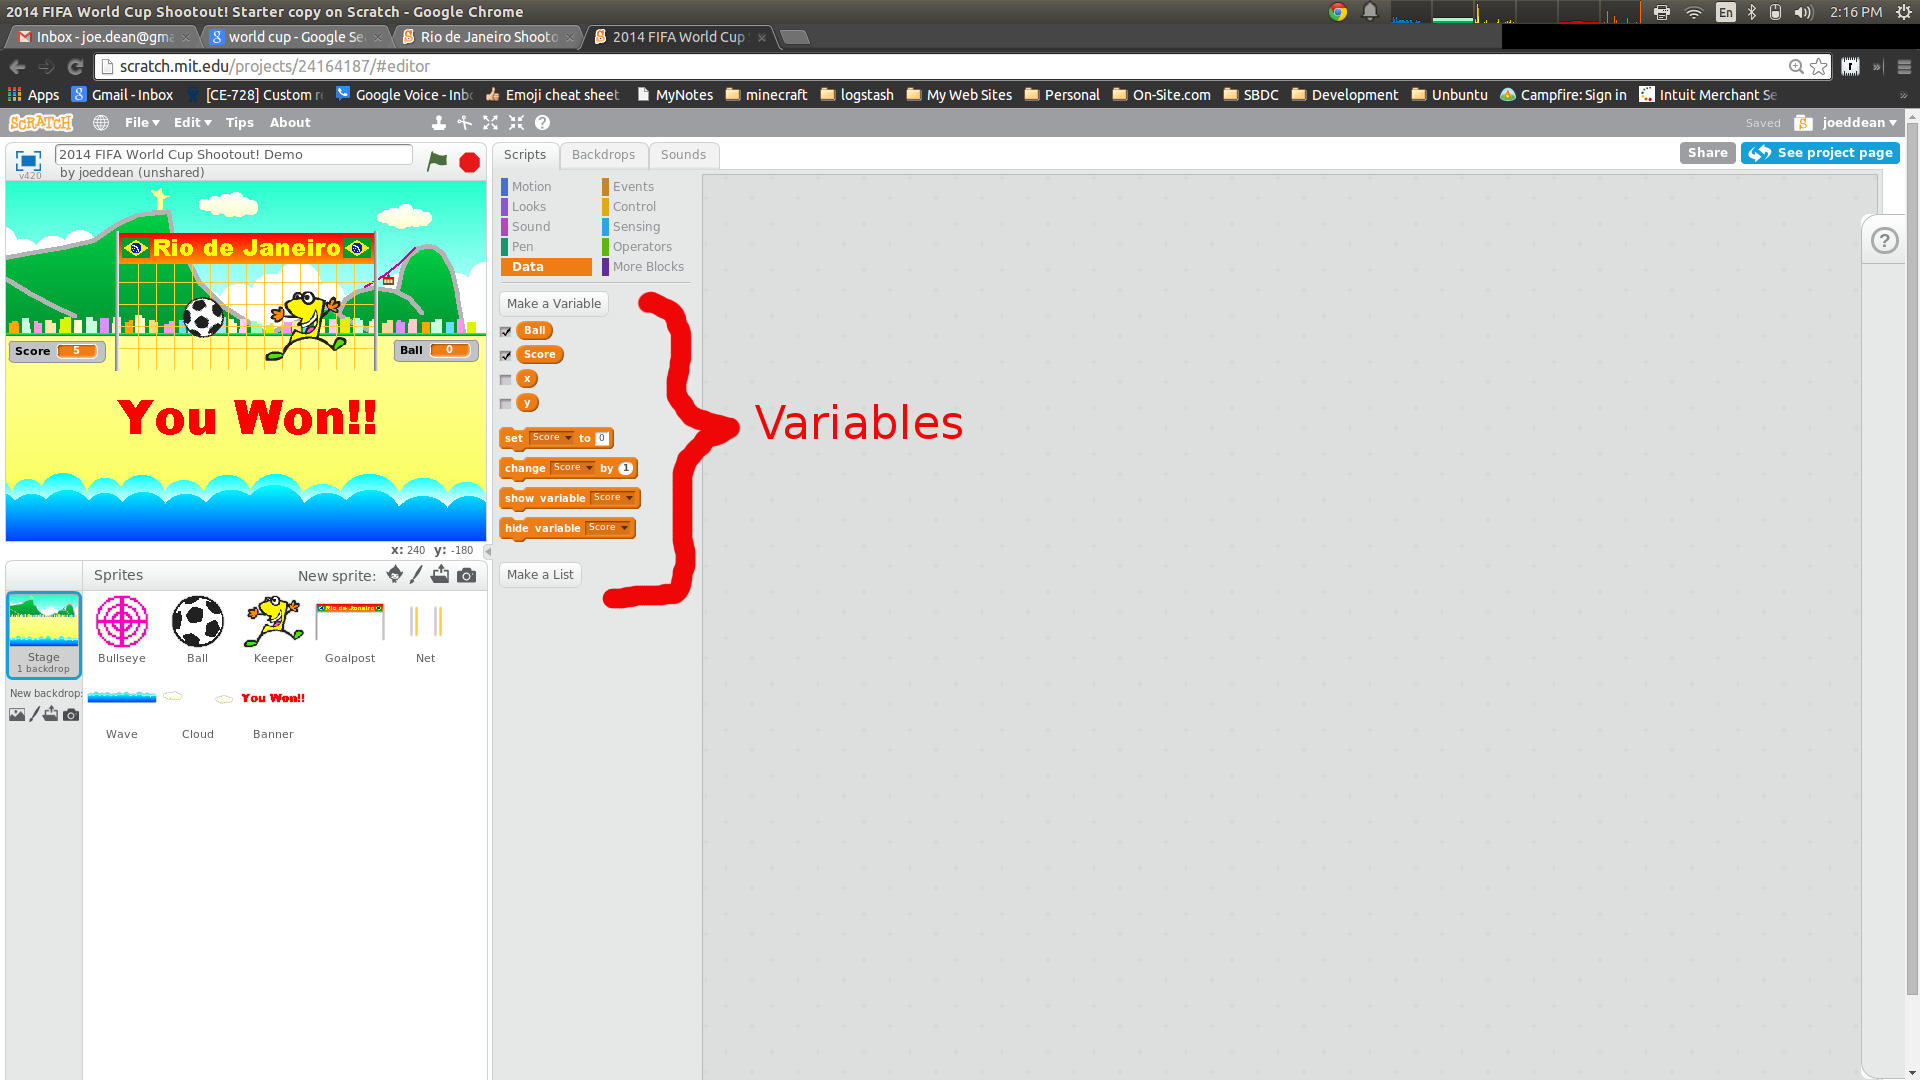 2014 FIFA World Cup Shootout! Starter copy on Scratch - Google Chrome
En
2:16 PM
Inbox - joe.dean@gma
world cup - Google Se
Rio de Janeiro Shooto
2014 FIFA World Cup
scratch.mit.edu/projects/24164187/#editor
Apps
Gmail - Inbox
[CE-728] Custom r
Google Voice - Inb
Emoji cheat sheet
MyNotes
minecraft
logstash
My Web Sites
Personal
On-Site.com
SBDC
Development
Unbuntu
Campfire: Sign in
Intuit Merchant Se
SCRATCH
File
Edit
Tips
About
Saved
joeddean
v420
2014 FIFA World Cup Shootout! Demo
by joeddean (unshared)
Scripts
Backdrops
Sounds
Share
See project page
Rio de Janeiro
Score 5
Ball 0
You Won!!
x: 240 y: -180
Motion
Looks
Sound
Pen
Data
Events
Control
Sensing
Operators
More Blocks
Make a Variable
Ball
Score
x
y
set Score to 0
change Score by 1
show variable Score
hide variable Score
Make a List
Variables
?
Sprites
New sprite:
Stage
1 backdrop
New backdrop:
Bullseye
Ball
Keeper
Rio de Janeiro
Goalpost
Net
Wave
Cloud
You Won!!
Banner